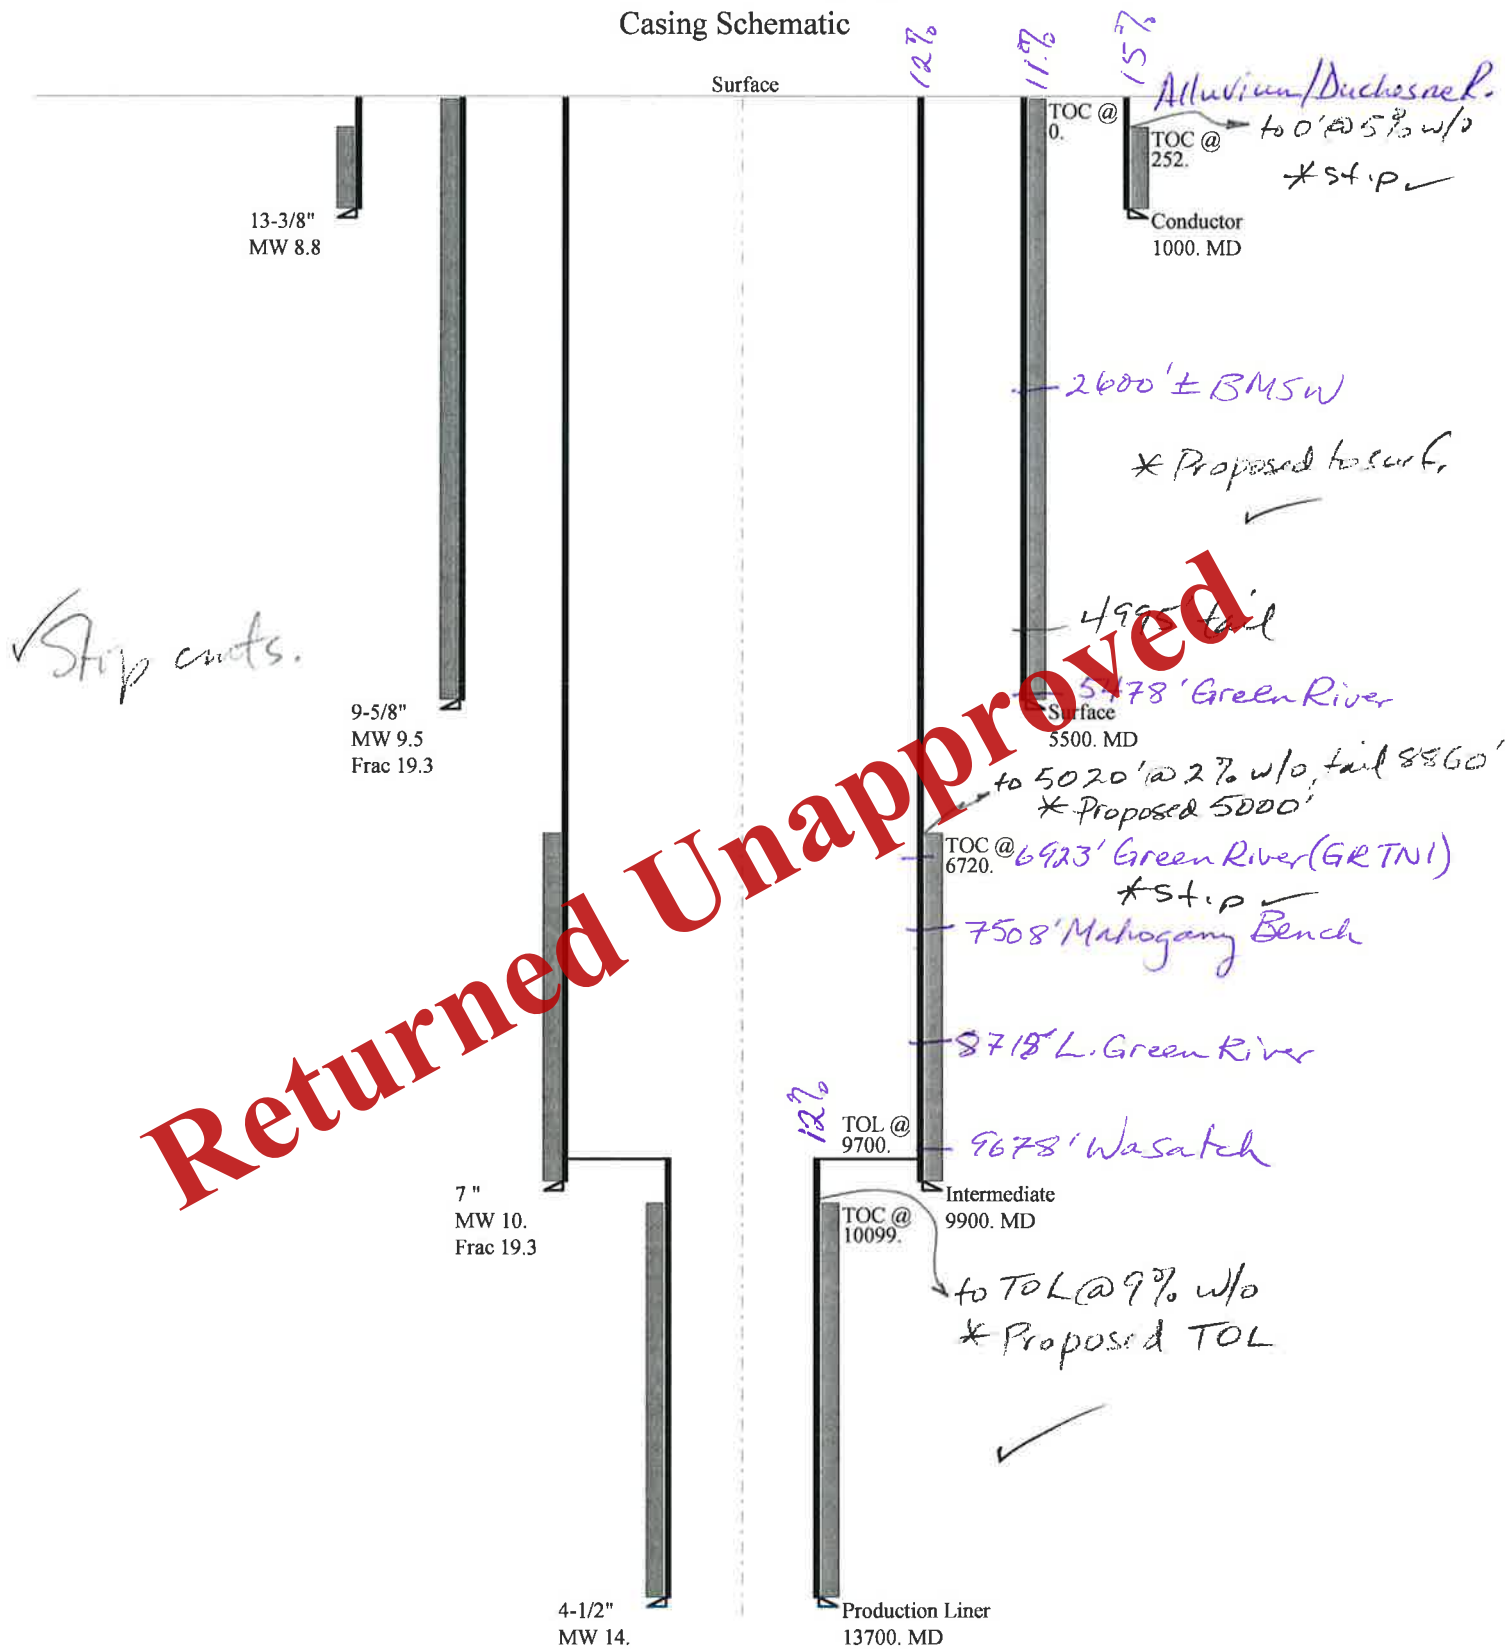 Casing Schematic
12%
11%
15%
Surface
Alluvium/Duchesne R.
TOC @
0.
to 0' @ 5% w/o
TOC @
252.
*stip✓
13-3/8"
MW 8.8
Conductor
1000. MD
2600' ± BMSW
* Proposed to surf.
✓
4995' tail
✓Stip cmts.
5478' Green River
9-5/8"
MW 9.5
Frac 19.3
Surface
5500. MD
to 5020' @ 2% w/o, tail 8860'
* Proposed 5000'
TOC @
6720.
6923' Green River (GRTN1)
*stip ✓
7508' Mahogany Bench
8718' L. Green River
12%
TOL @
9700.
9678' Wasatch
7 "
MW 10.
Frac 19.3
Intermediate
9900. MD
TOC @
10099.
to TOL @ 9% w/o
* Proposed TOL
✓
4-1/2"
MW 14.
Production Liner
13700. MD
Returned Unapproved